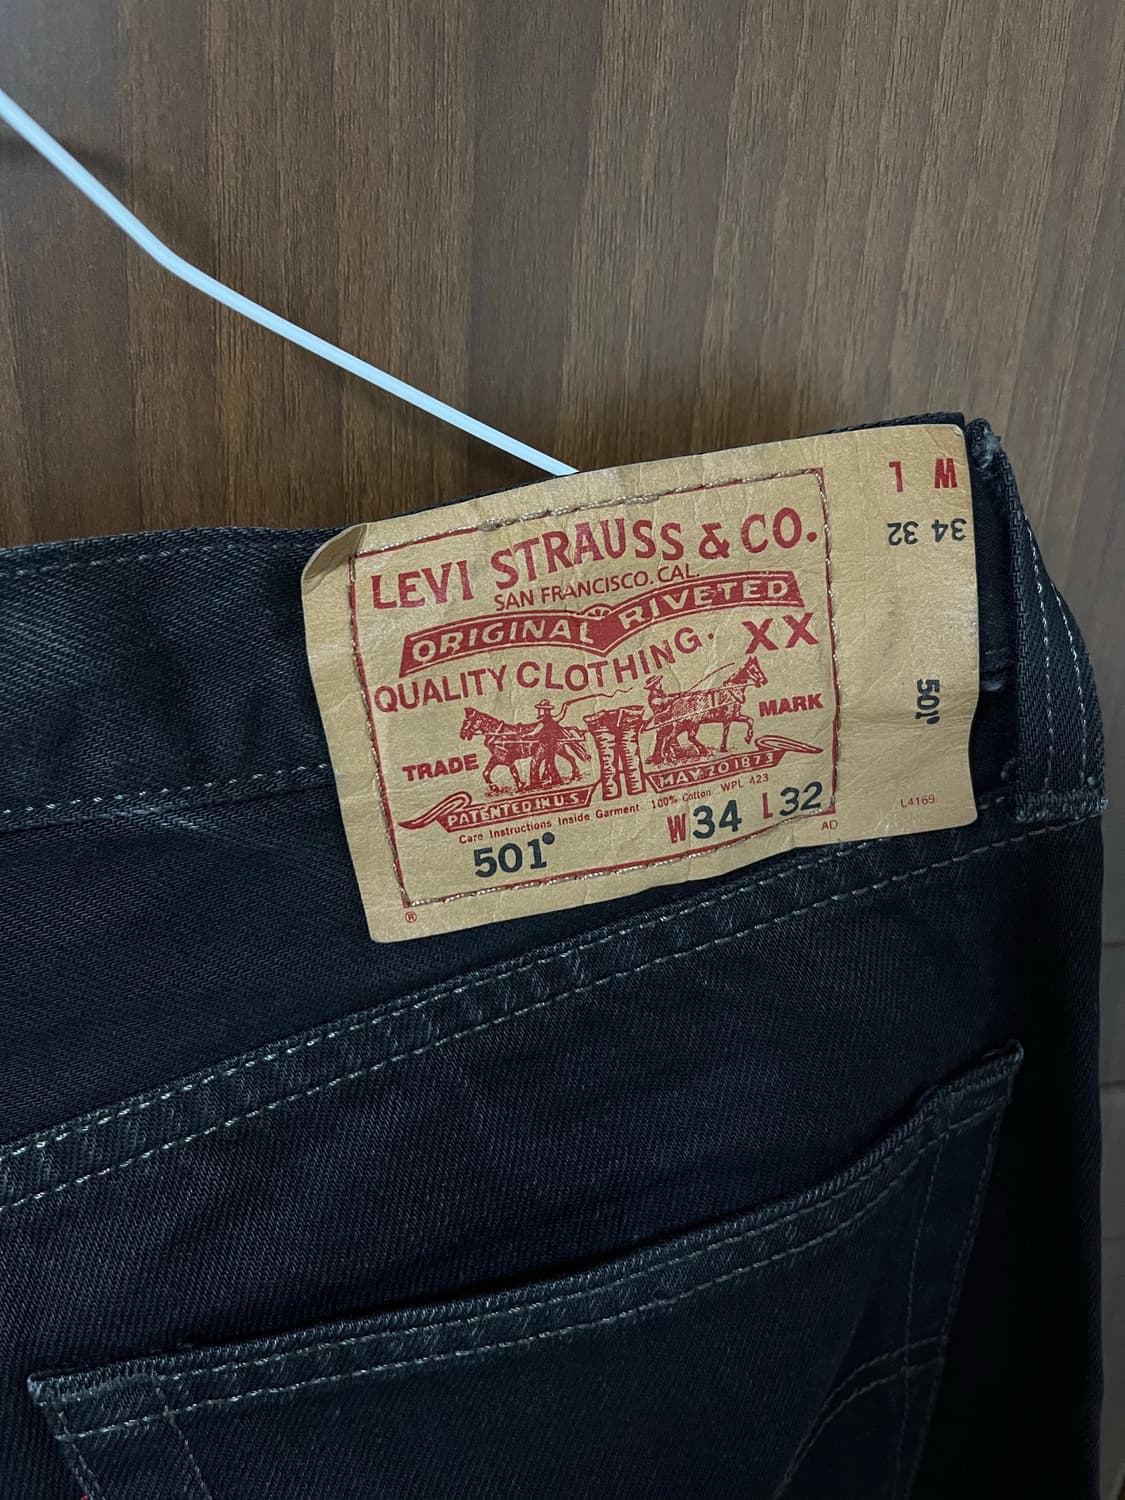 LEVI STRAUSS & CO.
SAN FRANCISCO. CAL.
ORIGINAL RIVETED
QUALITY CLOTHING. XX
TRADE MARK
PATENTED IN U.S. MAY 20 1873
Care Instructions Inside Garment 100% Cotton WPL 423
501® W34 L32
AD
®
W L
34 32
501®
L4169